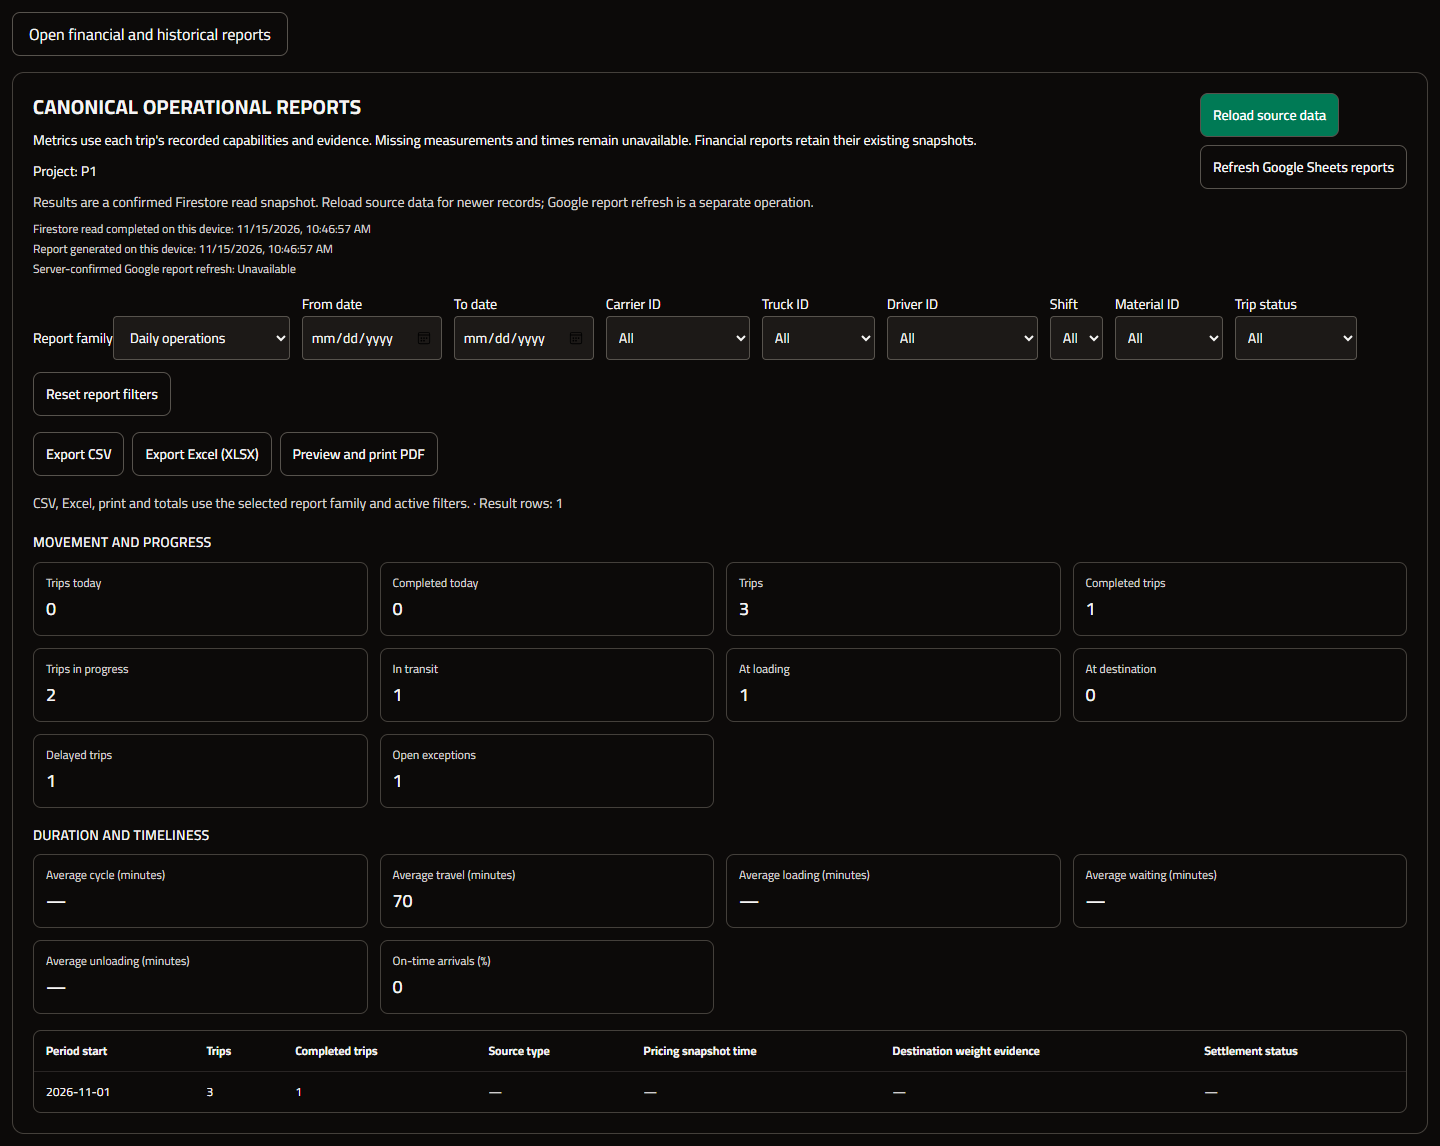 Open financial and historical reports
CANONICAL OPERATIONAL REPORTS
Reload source data
Metrics use each trip's recorded capabilities and evidence. Missing measurements and times remain unavailable. Financial reports retain their existing snapshots.
Refresh Google Sheets reports
Project: P1
Results are a confirmed Firestore read snapshot. Reload source data for newer records; Google report refresh is a separate operation.
Firestore read completed on this device: 11/15/2026, 10:46:57 AM
Report generated on this device: 11/15/2026, 10:46:57 AM
Server-confirmed Google report refresh: Unavailable
From date To date Carrier ID Truck ID Driver ID Shift Material ID Trip status
Report family Daily operations mm/dd/yyyy mm/dd/yyyy All All All All All All
Reset report filters
Export CSV Export Excel (XLSX) Preview and print PDF
CSV, Excel, print and totals use the selected report family and active filters. · Result rows: 1
MOVEMENT AND PROGRESS
Trips today Completed today Trips Completed trips
0 0 3 1
Trips in progress In transit At loading At destination
2 1 1 0
Delayed trips Open exceptions
1 1
DURATION AND TIMELINESS
Average cycle (minutes) Average travel (minutes) Average loading (minutes) Average waiting (minutes)
— 70 — —
Average unloading (minutes) On-time arrivals (%)
— 0
Period start Trips Completed trips Source type Pricing snapshot time Destination weight evidence Settlement status
2026-11-01 3 1 — — — —